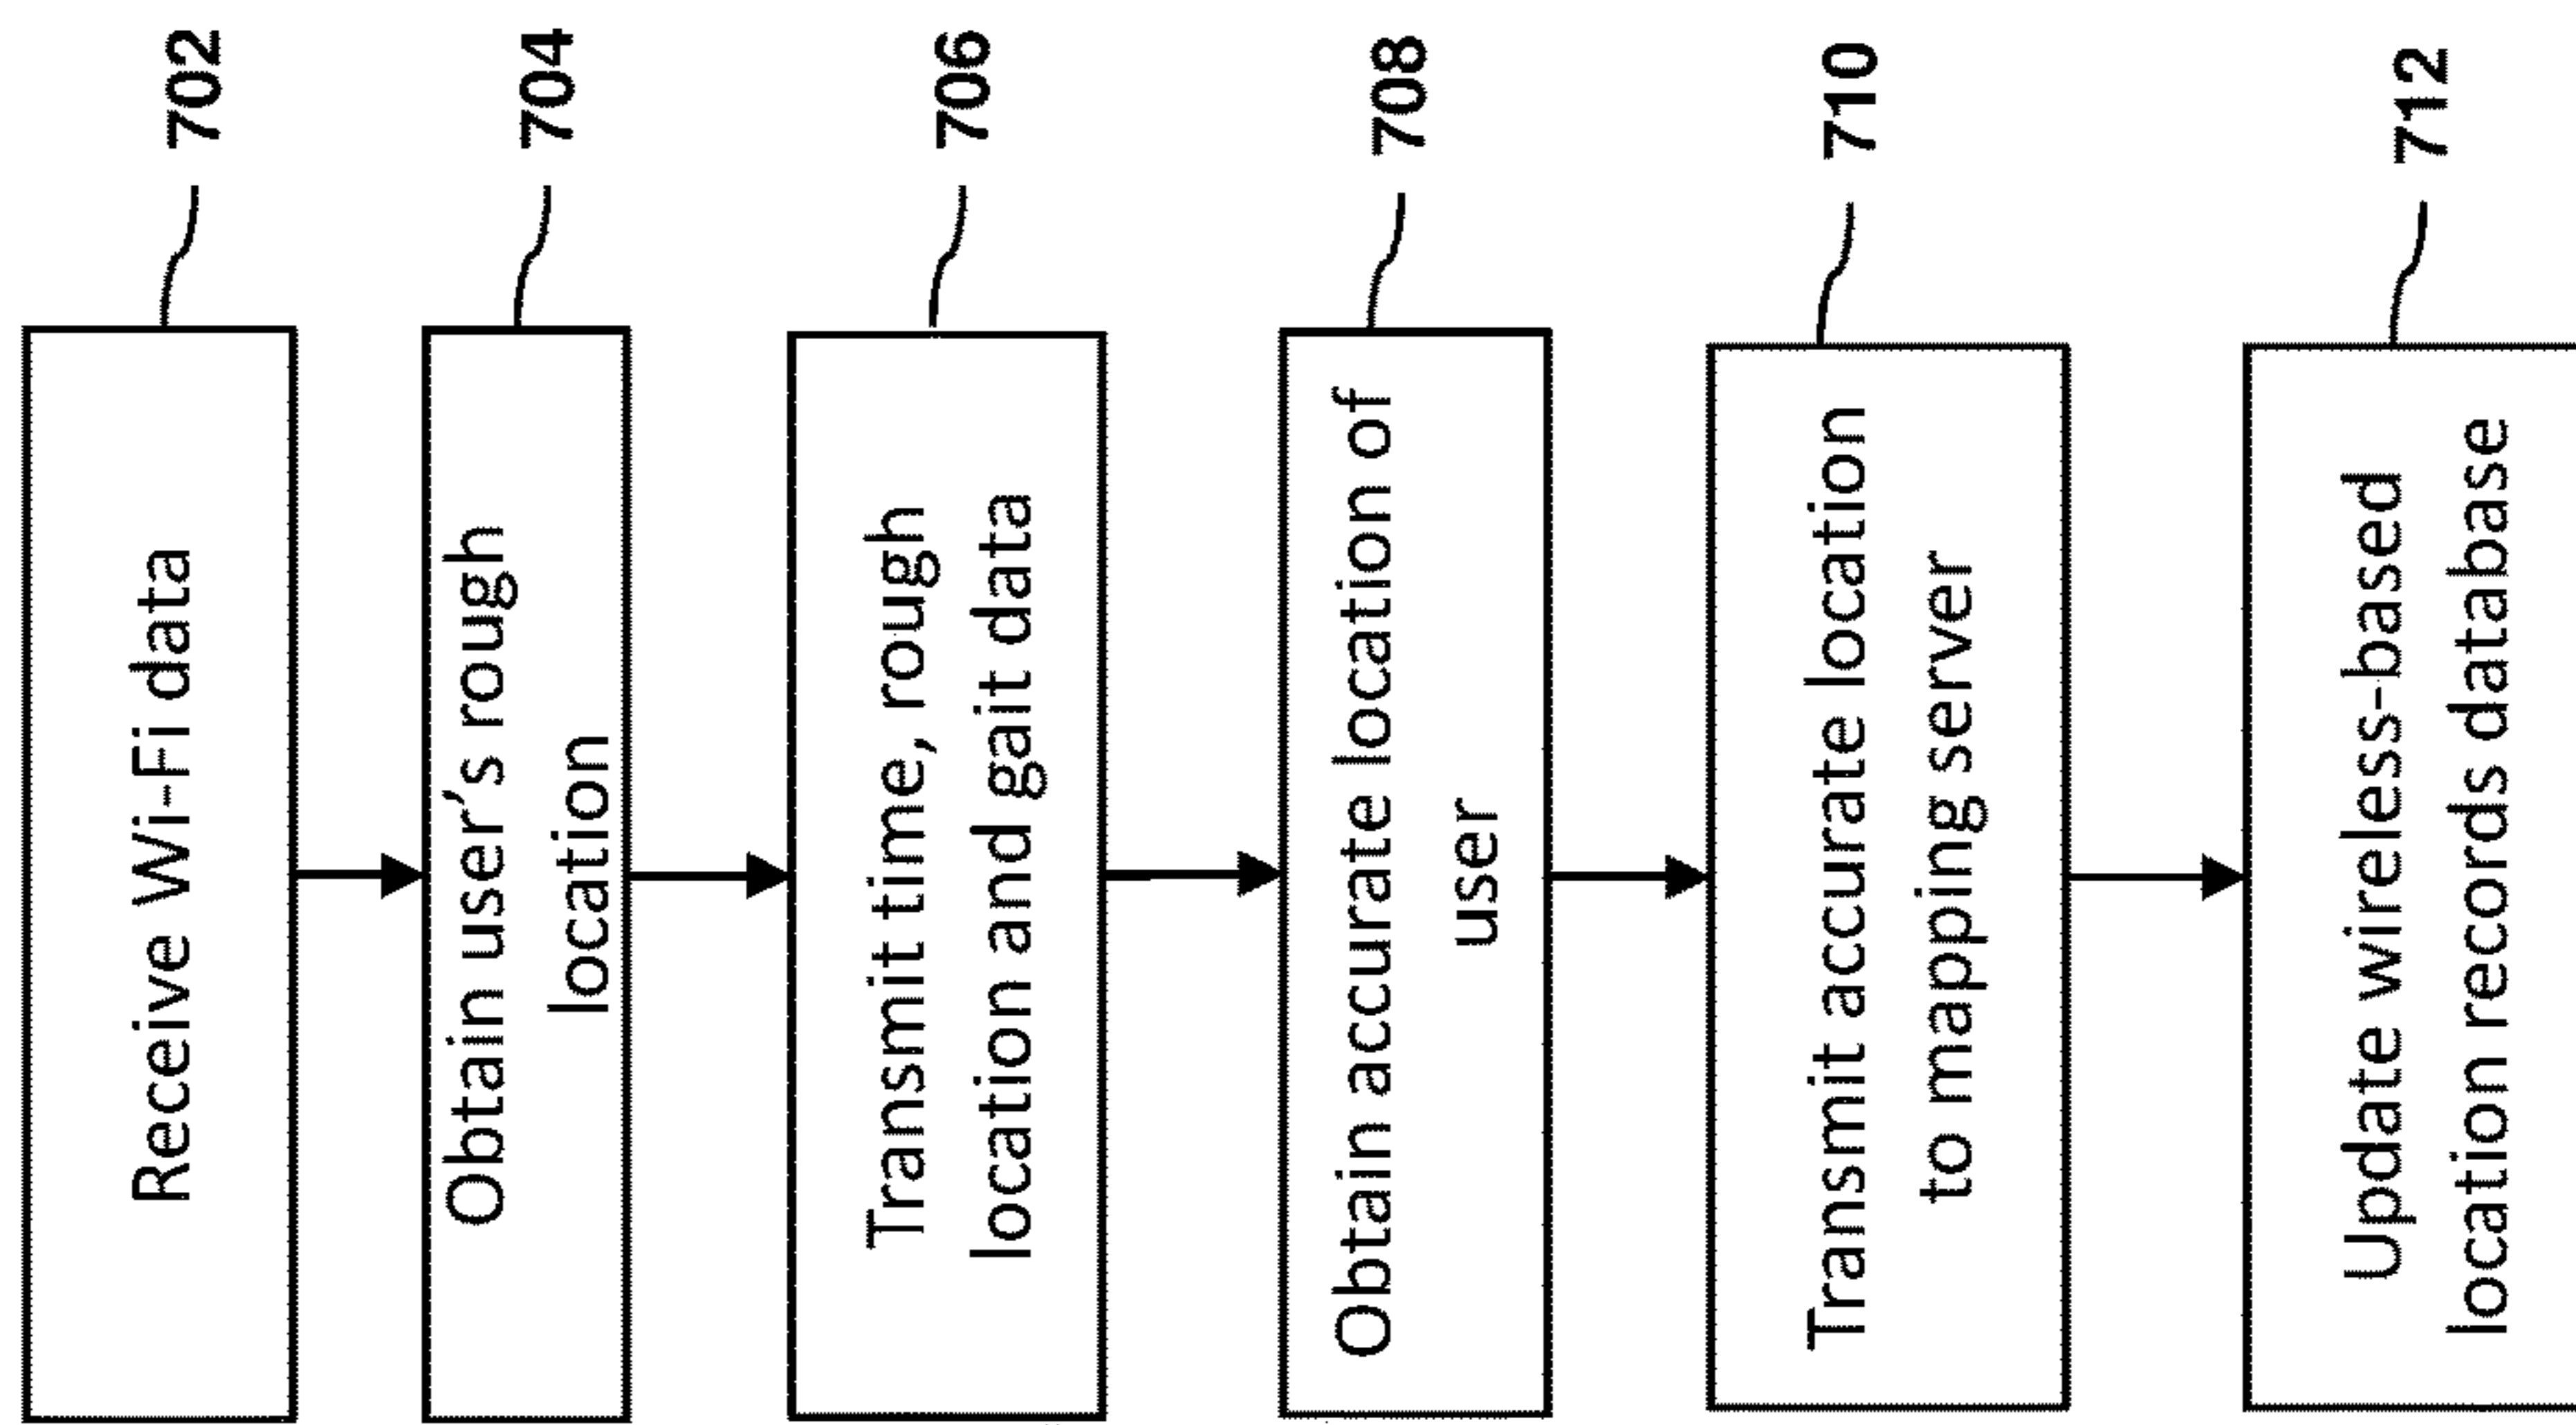 Receive Wi-Fi data
702
Obtain user's rough
location
704
Transmit time, rough
location and gait data
706
Obtain accurate location of
user
708
Transmit accurate location
to mapping server
710
Update wireless-based
location records database
712